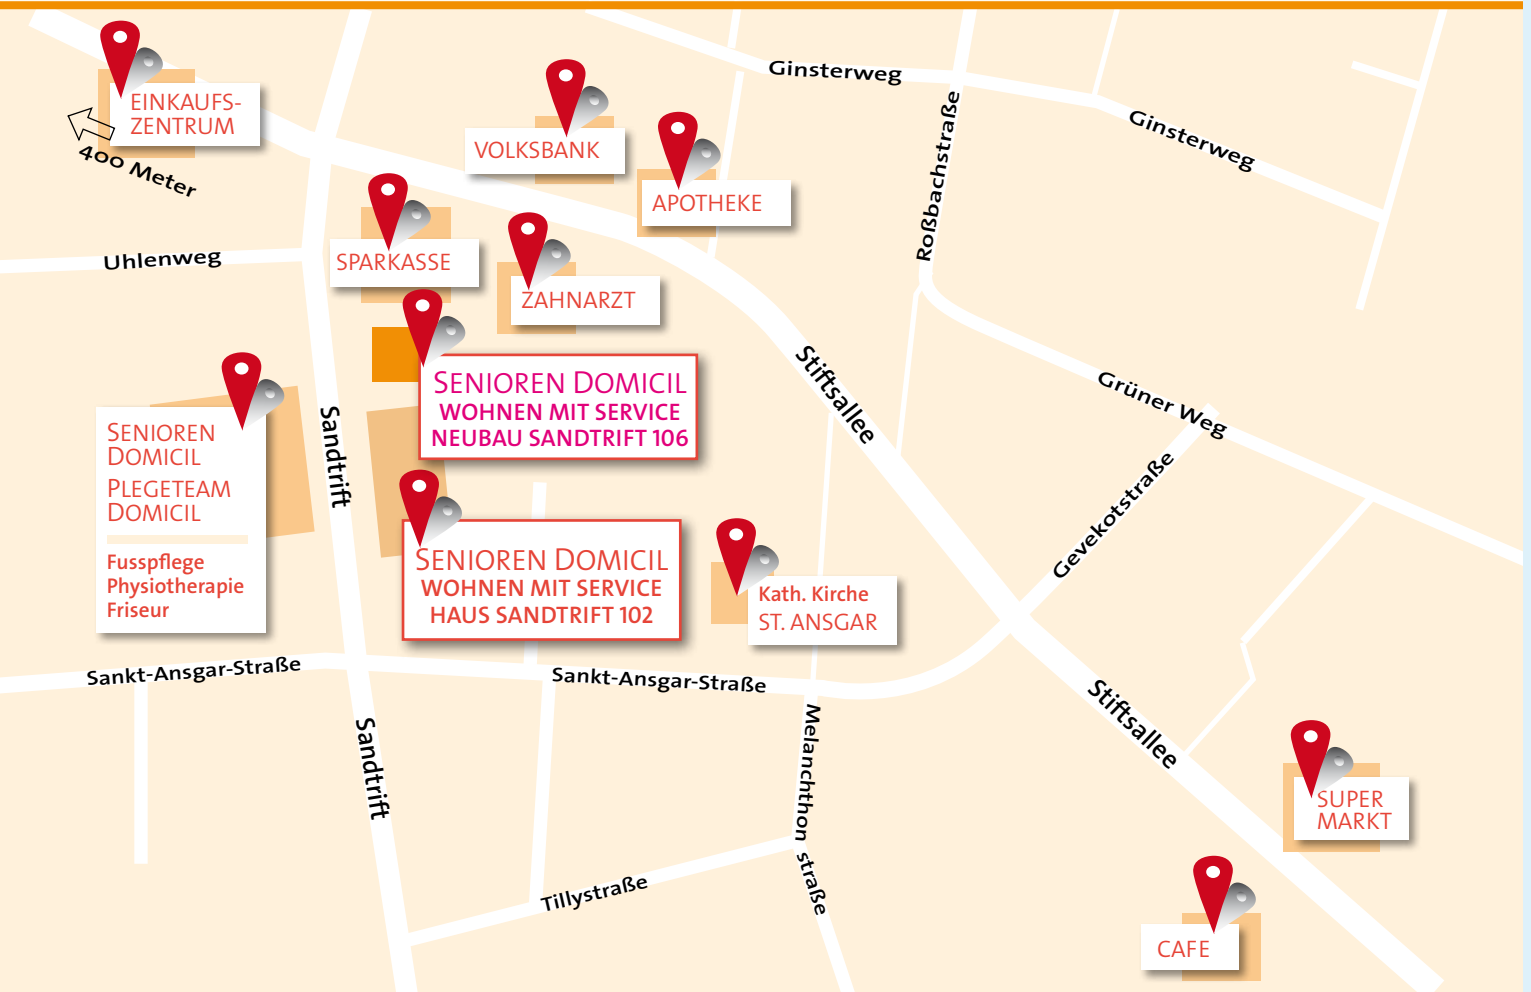 EINKAUFS-
ZENTRUM
400 Meter
VOLKSBANK
APOTHEKE
Ginsterweg
Ginsterweg
Roßbachstraße
Uhlenweg
SPARKASSE
ZAHNARZT
SENIOREN DOMICIL
WOHNEN MIT SERVICE
NEUBAU SANDTRIFT 106
Stiftsallee
Grüner Weg
Sandtrift
SENIOREN
DOMICIL
PLEGETEAM
DOMICIL
Fusspflege
Physiotherapie
Friseur
SENIOREN DOMICIL
WOHNEN MIT SERVICE
HAUS SANDTRIFT 102
Gevekotstraße
Kath. Kirche
ST. ANSGAR
Sankt-Ansgar-Straße
Sankt-Ansgar-Straße
Sandtrift
Melanchthon straße
Stiftsallee
SUPER
MARKT
Tillystraße
CAFE